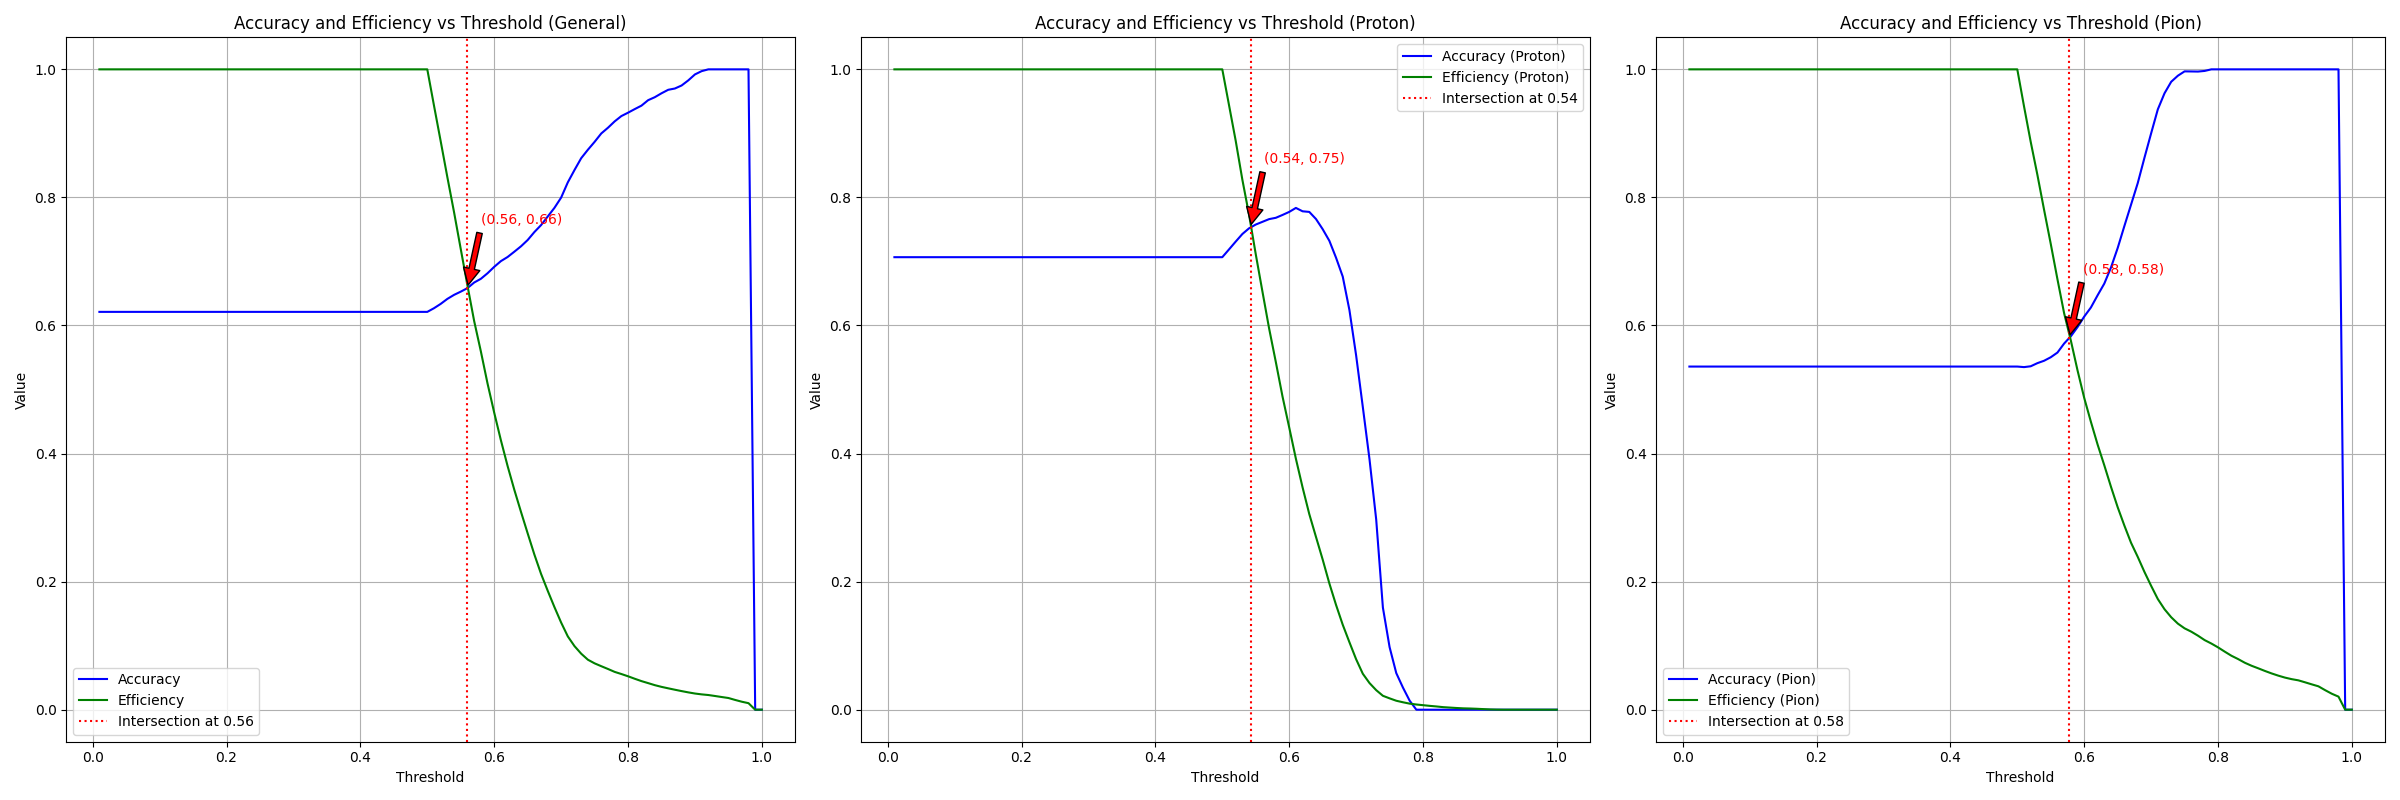 Accuracy and Efficiency vs Threshold (General)
1.0
0.8
0.6
0.4
0.2
0.0
Value
(0.56, 0.66)
Accuracy
Efficiency
Intersection at 0.56
0.0 0.2 0.4 0.6 0.8 1.0
Threshold
Accuracy and Efficiency vs Threshold (Proton)
1.0
0.8
0.6
0.4
0.2
0.0
Value
Accuracy (Proton)
Efficiency (Proton)
Intersection at 0.54
(0.54, 0.75)
0.0 0.2 0.4 0.6 0.8 1.0
Threshold
Accuracy and Efficiency vs Threshold (Pion)
1.0
0.8
0.6
0.4
0.2
0.0
Value
(0.58, 0.58)
Accuracy (Pion)
Efficiency (Pion)
Intersection at 0.58
0.0 0.2 0.4 0.6 0.8 1.0
Threshold